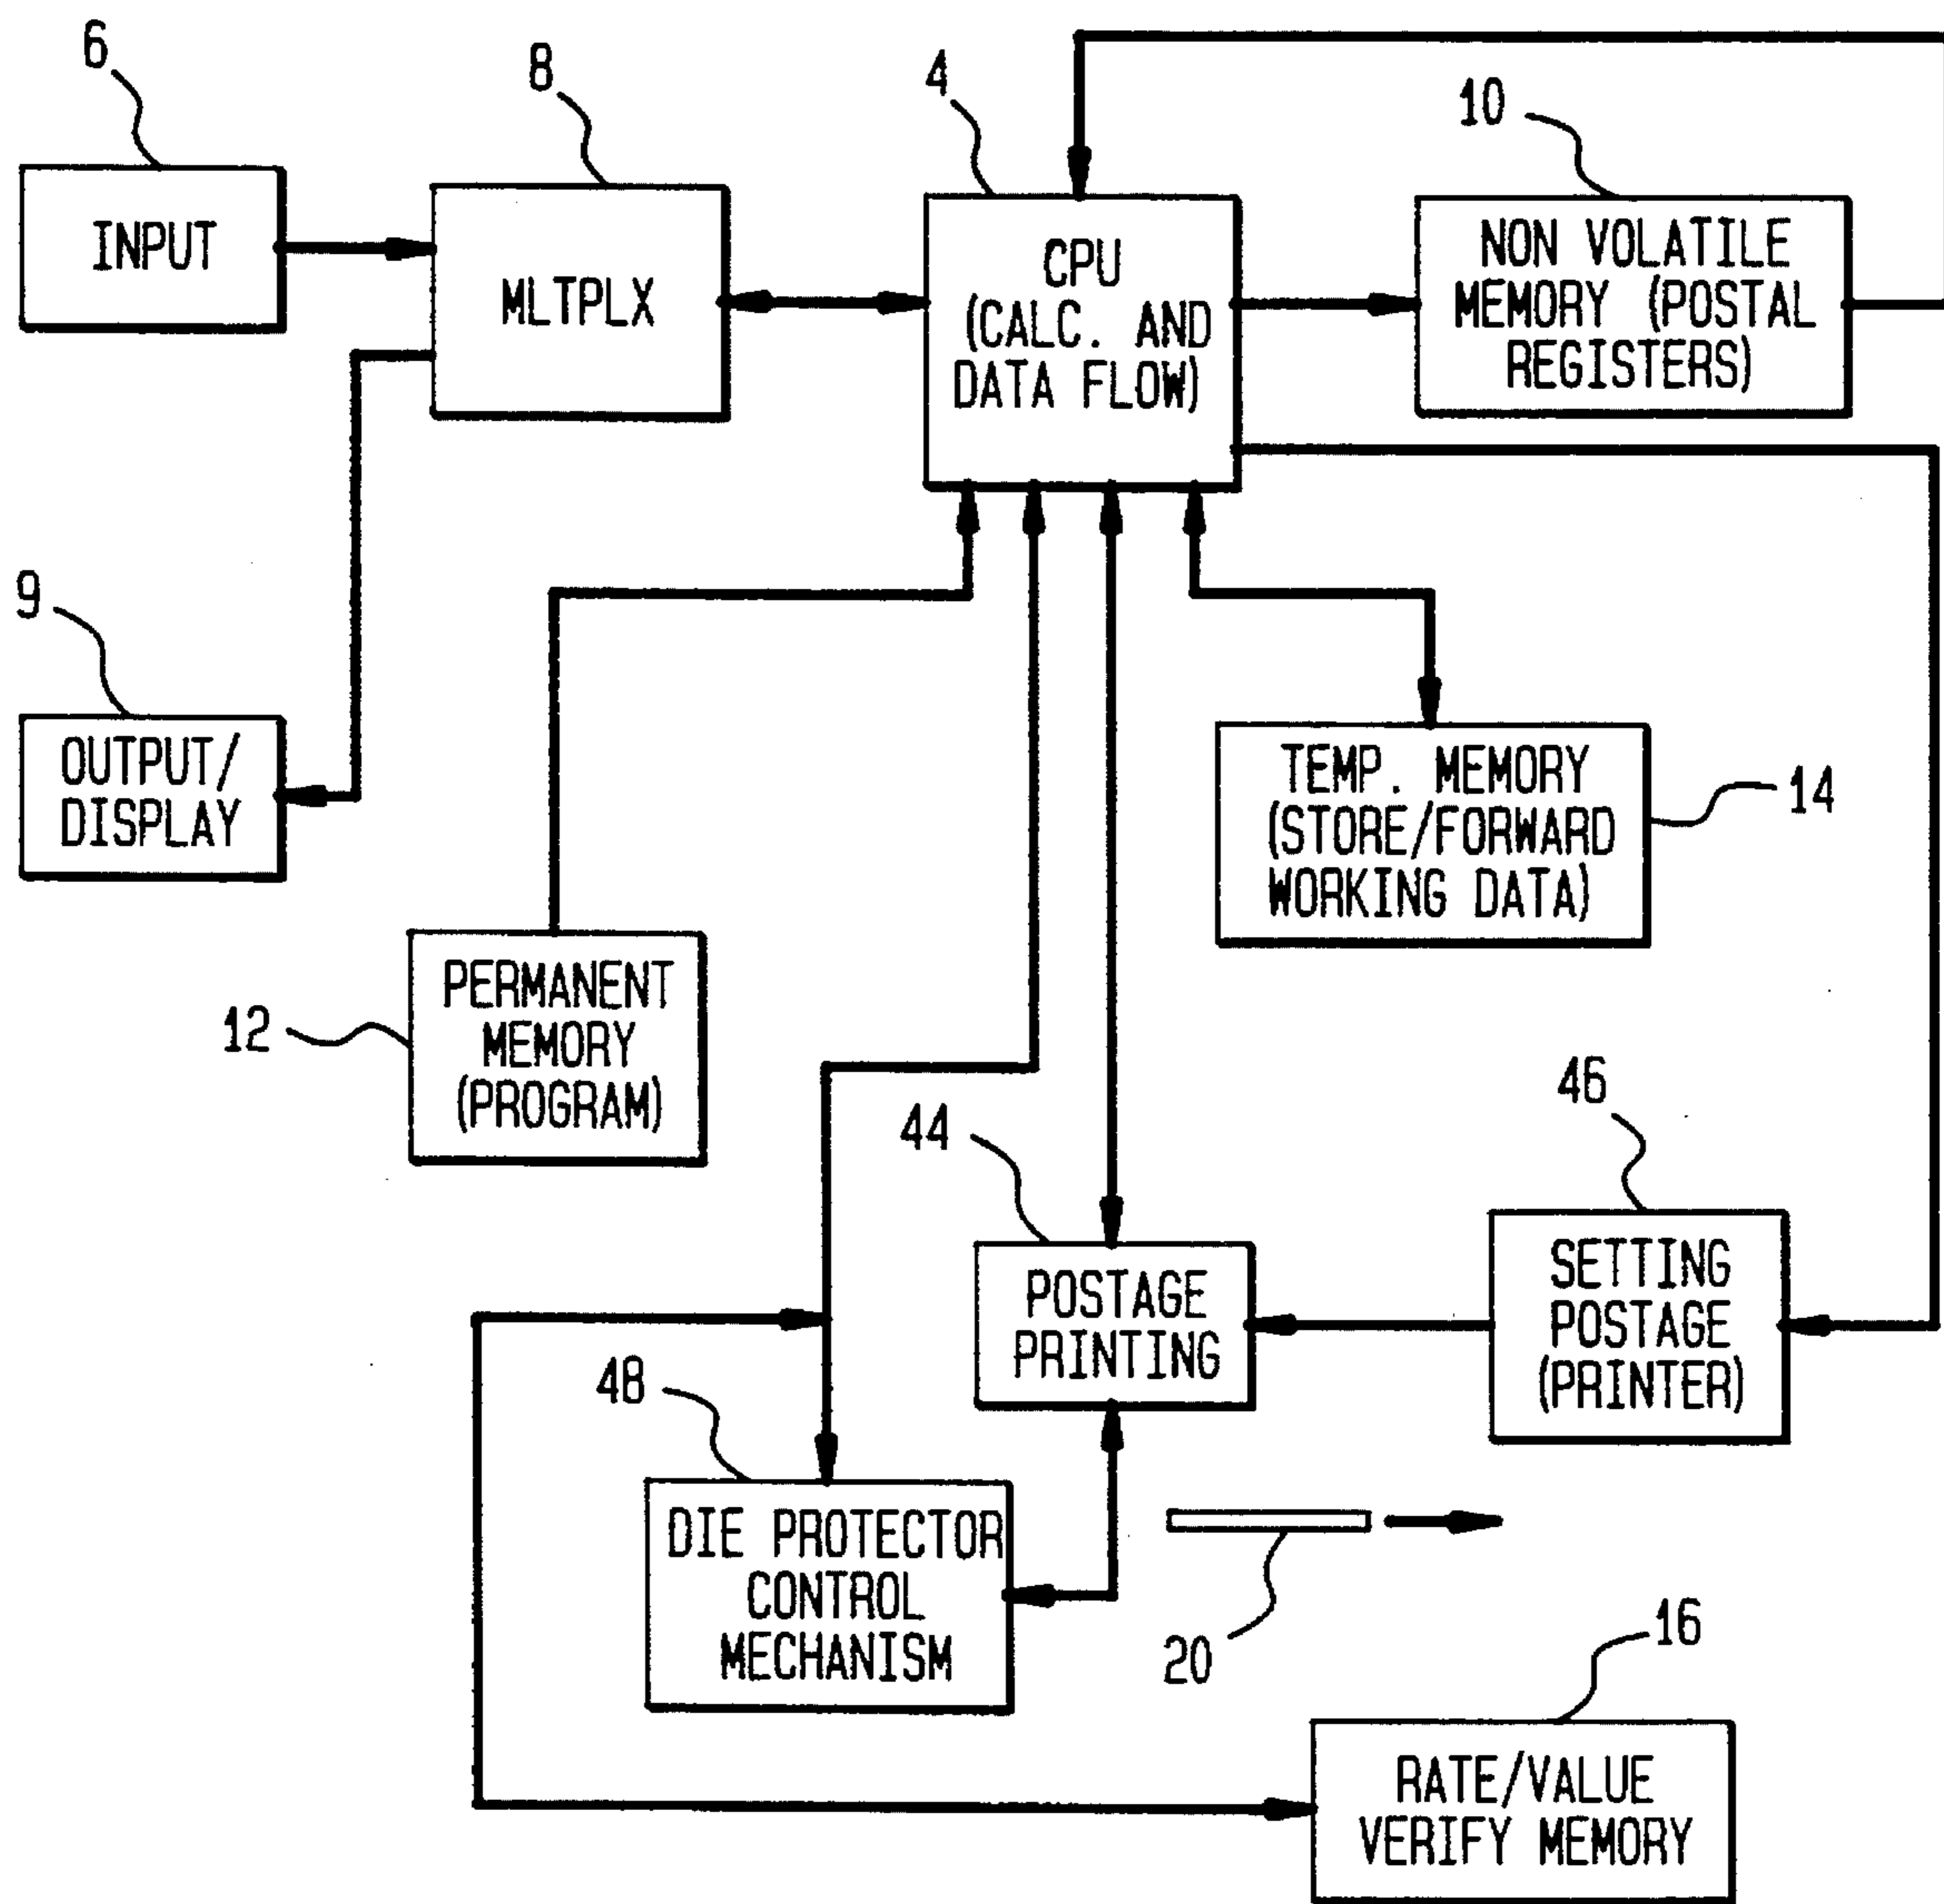 6
8
4
10
INPUT
MLTPLX
CPU
(CALC. AND
DATA FLOW)
NON VOLATILE
MEMORY (POSTAL
REGISTERS)
9
OUTPUT/
DISPLAY
TEMP. MEMORY
(STORE/FORWARD
WORKING DATA)
14
12
PERMANENT
MEMORY
(PROGRAM)
44
46
POSTAGE
PRINTING
SETTING
POSTAGE
(PRINTER)
48
DIE PROTECTOR
CONTROL
MECHANISM
20
16
RATE/VALUE
VERIFY MEMORY